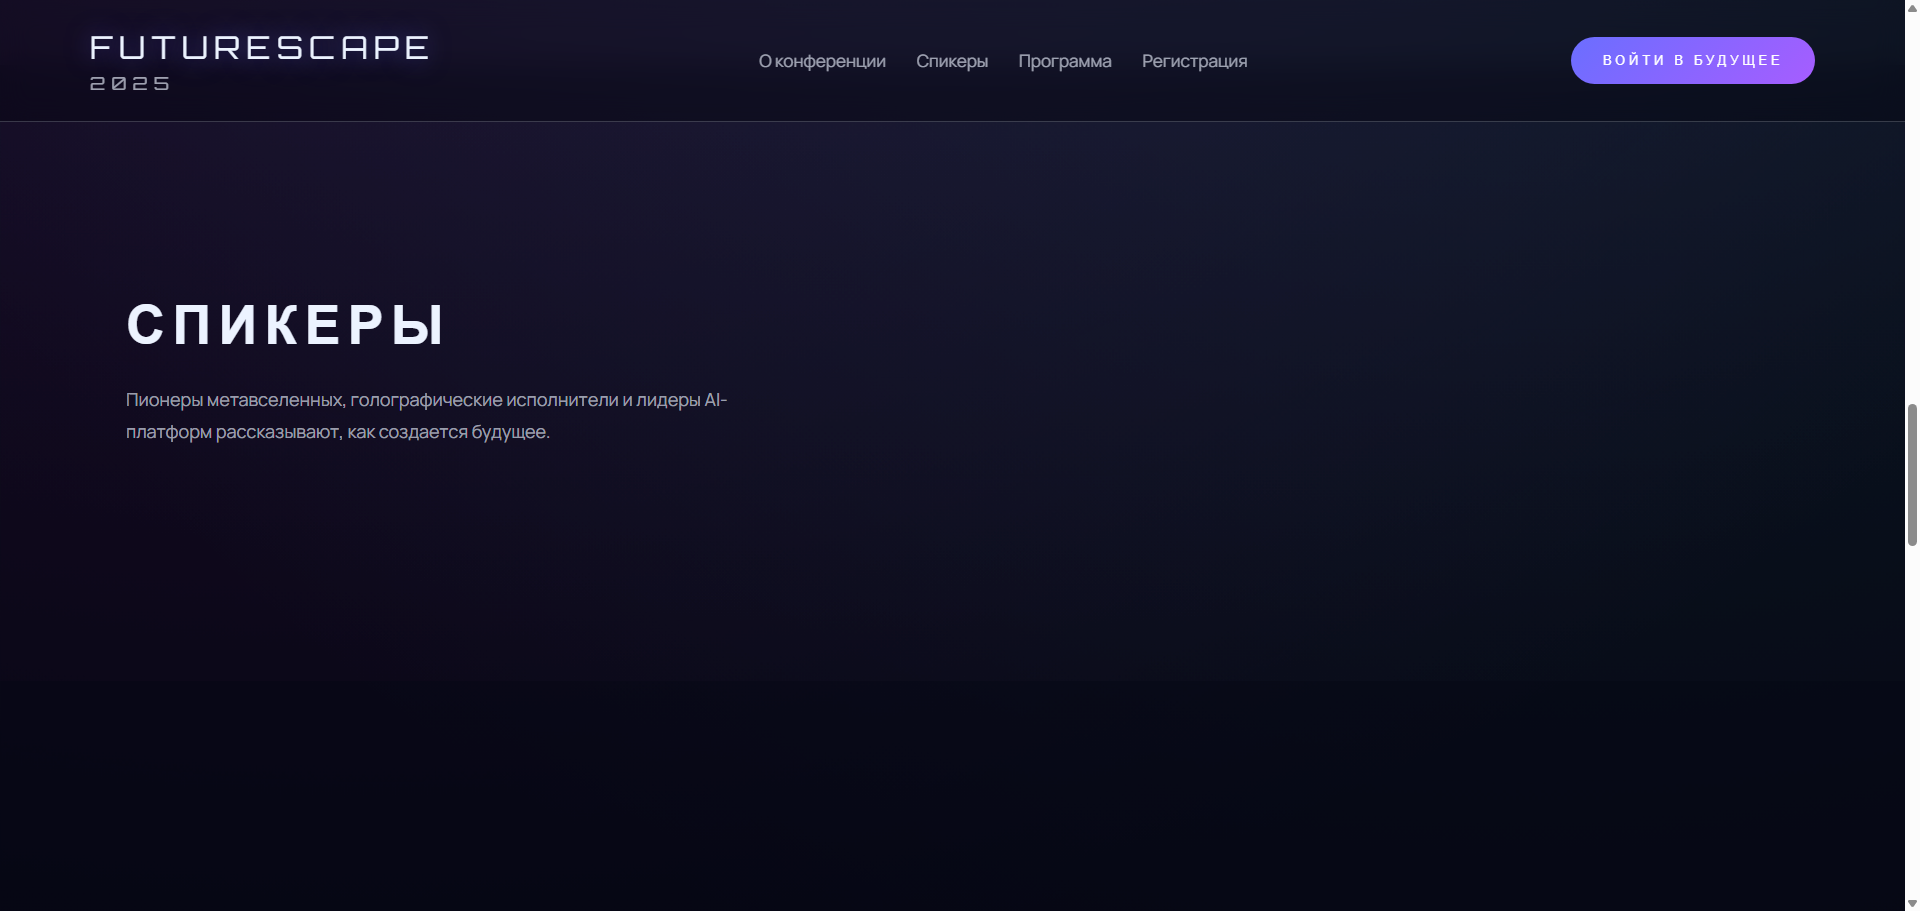 FUTURESCAPE
2025
О конференции Спикеры Программа Регистрация
ВОЙТИ В БУДУЩЕЕ
СПИКЕРЫ
Пионеры метавселенных, голографические исполнители и лидеры AI-
платформ рассказывают, как создается будущее.